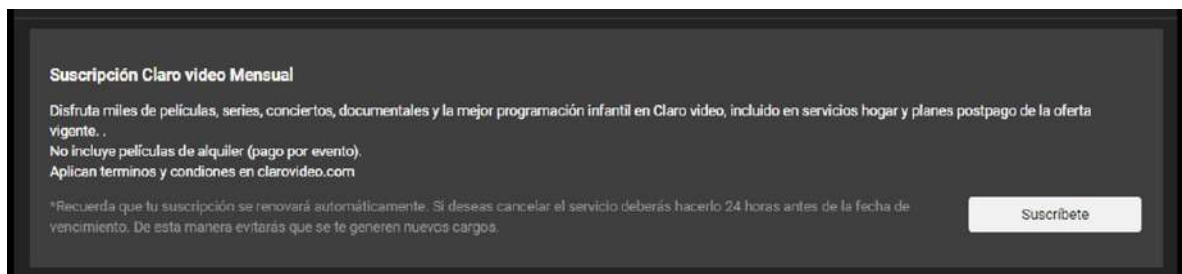 Suscripción Claro video Mensual
Disfruta miles de películas, series, conciertos, documentales y la mejor programación infantil en Claro video, incluido en servicios hogar y planes postpago de la oferta
vigente. .
No incluye películas de alquiler (pago por evento).
Aplican terminos y condiones en clarovideo.com
*Recuerda que tu suscripción se renovará automáticamente. Si deseas cancelar el servicio deberás hacerlo 24 horas antes de la fecha de
vencimiento. De esta manera evitarás que se te generen nuevos cargos.
Suscríbete